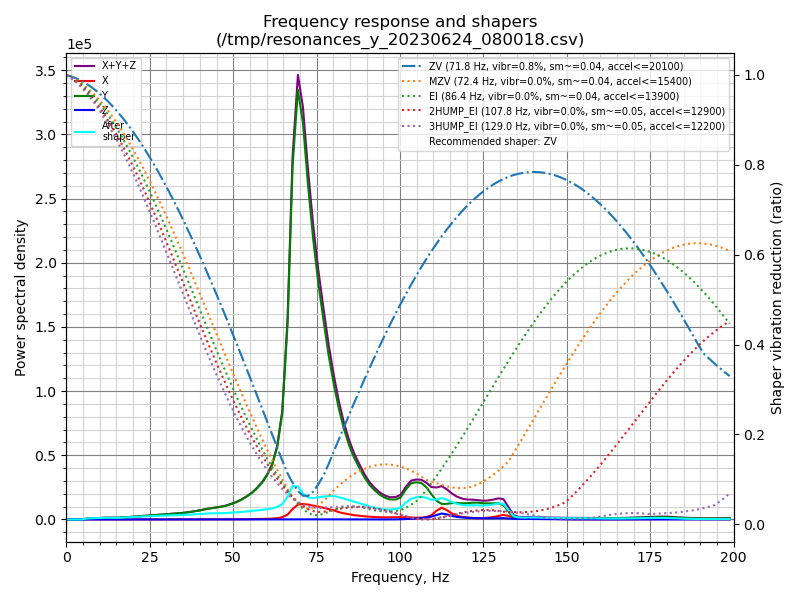 Frequency response and shapers
(/tmp/resonances_y_20230624_080018.csv)
1e5
X+Y+Z
X
Y
Z
After
shaper
ZV (71.8 Hz, vibr=0.8%, sm~=0.04, accel<=20100)
MZV (72.4 Hz, vibr=0.0%, sm~=0.04, accel<=15400)
EI (86.4 Hz, vibr=0.0%, sm~=0.04, accel<=13900)
2HUMP_EI (107.8 Hz, vibr=0.0%, sm~=0.05, accel<=12900)
3HUMP_EI (129.0 Hz, vibr=0.0%, sm~=0.05, accel<=12200)
Recommended shaper: ZV
Power spectral density
3.5
3.0
2.5
2.0
1.5
1.0
0.5
0.0
1.0
0.8
0.6
0.4
0.2
0.0
Shaper vibration reduction (ratio)
0 25 50 75 100 125 150 175 200
Frequency, Hz